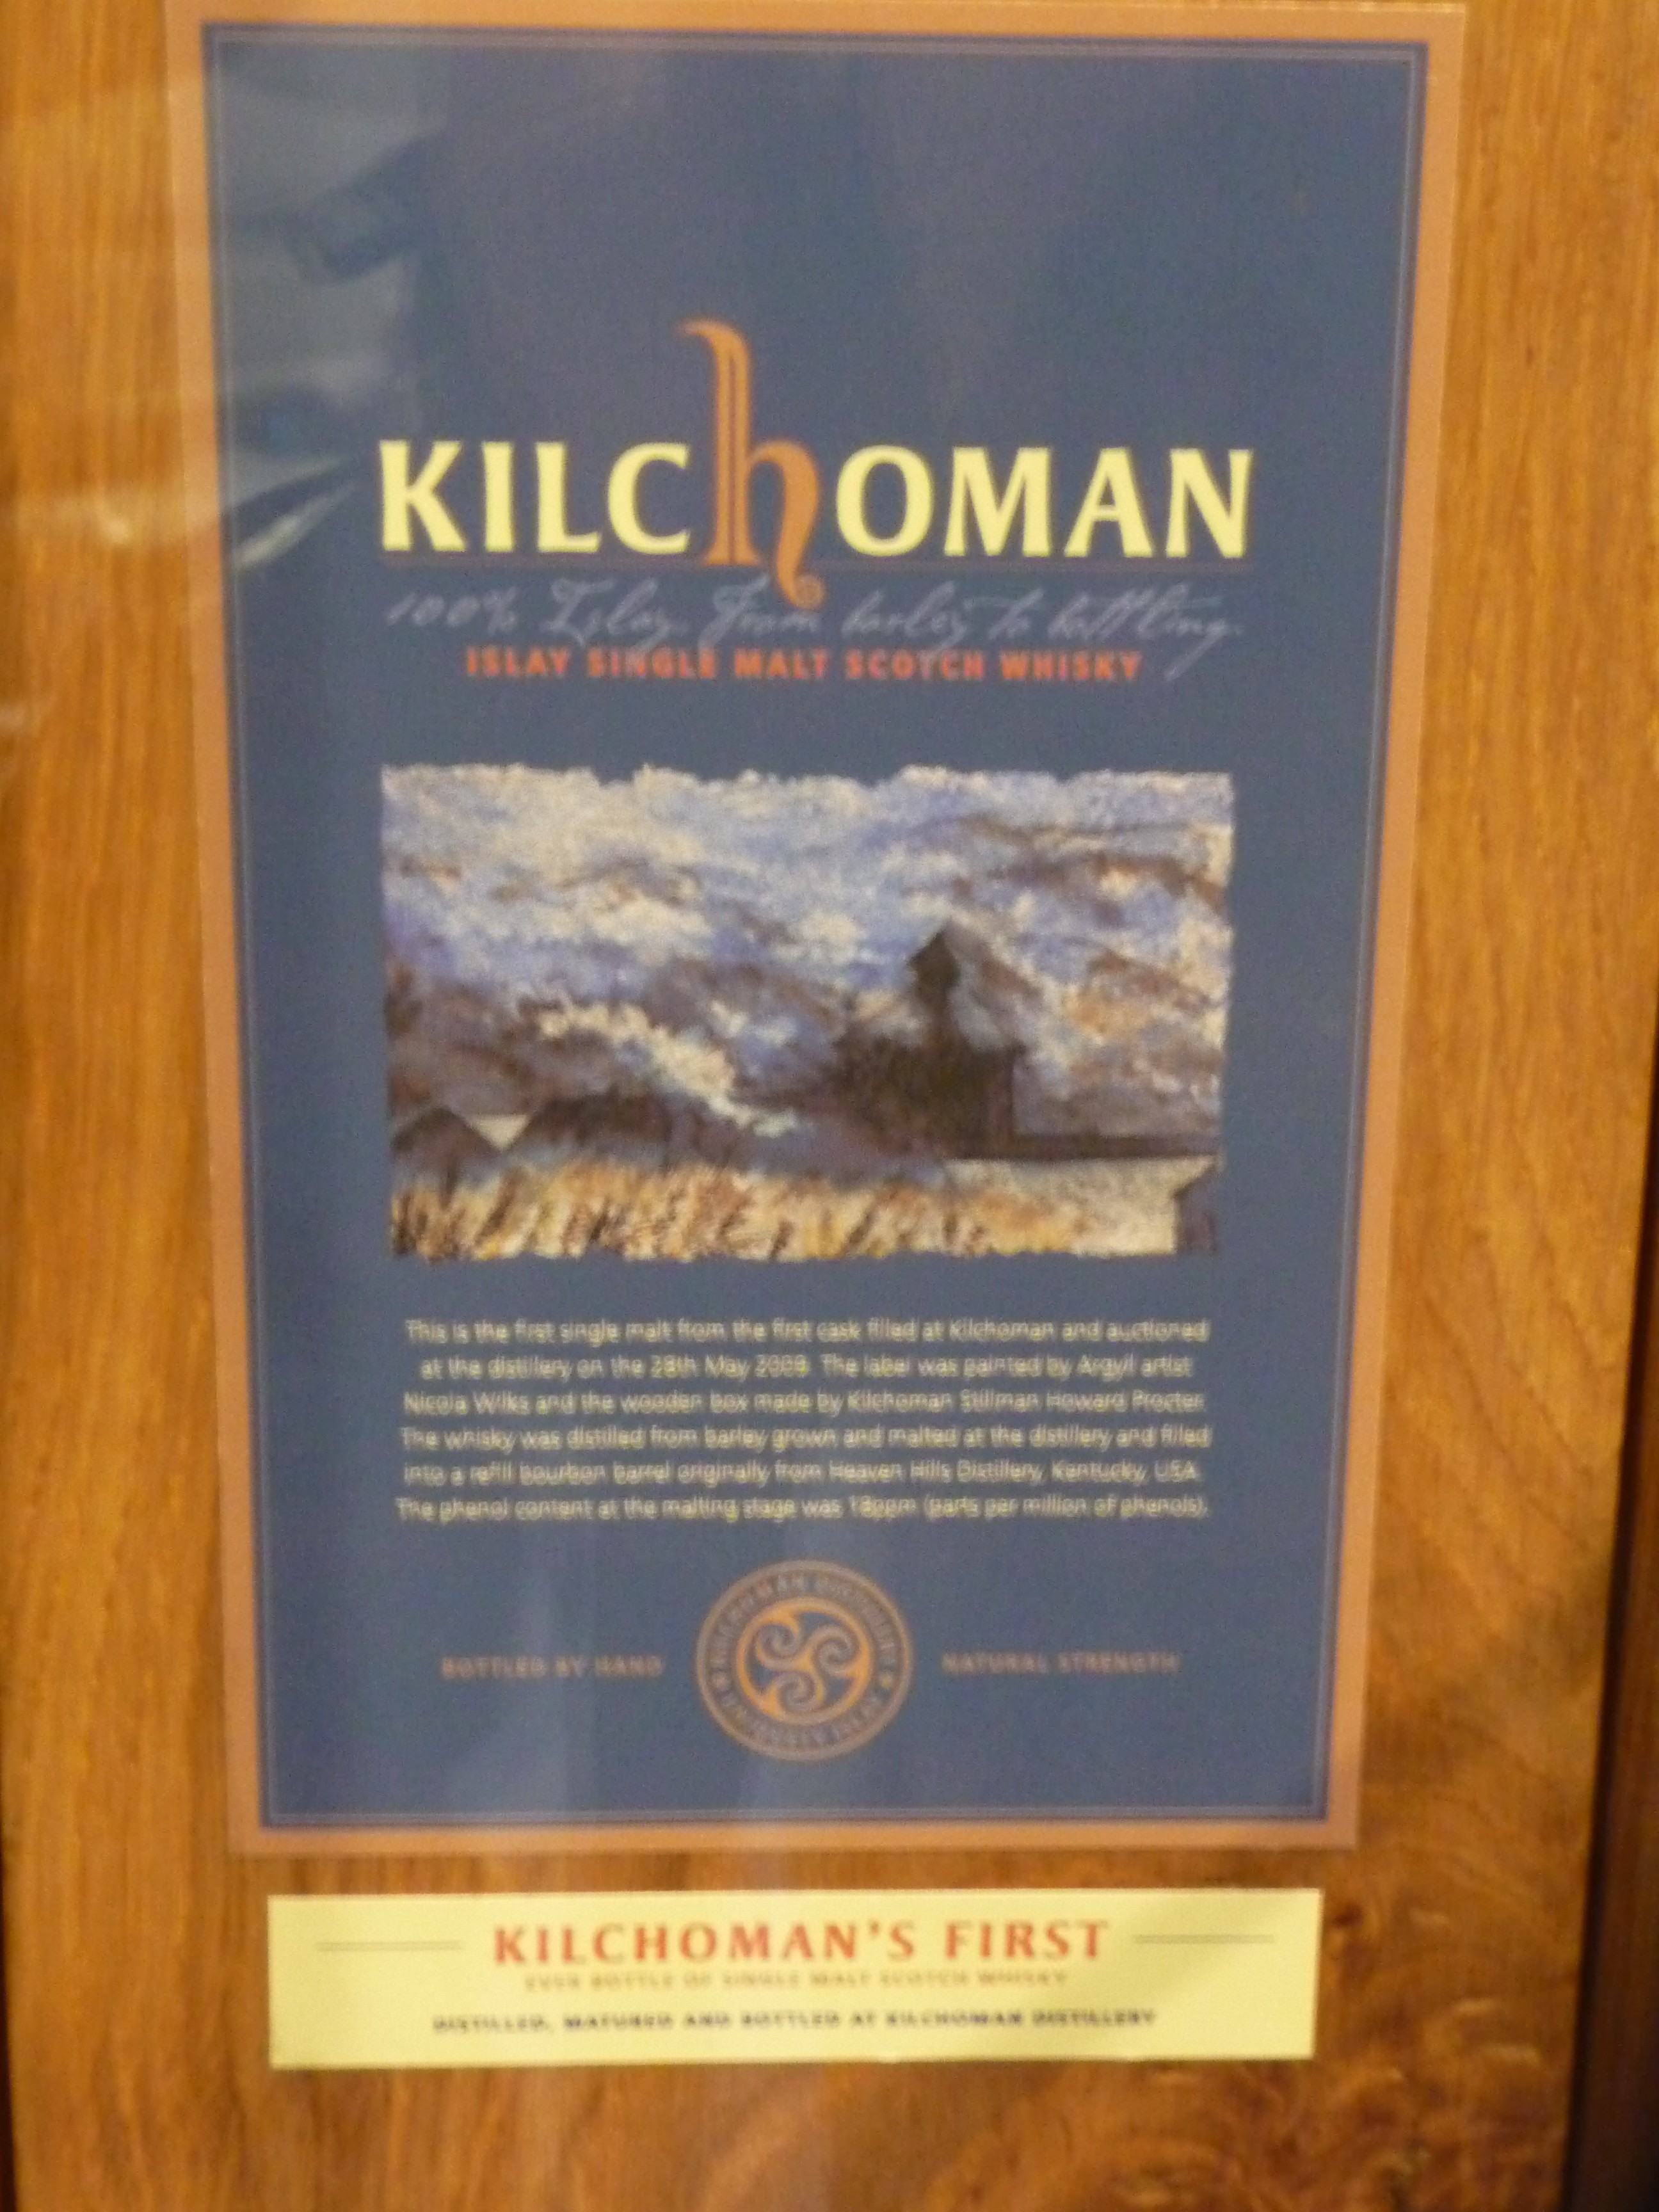 KILChOMAN
100% Islay. From barley to bottling.
ISLAY SINGLE MALT SCOTCH WHISKY
This is the first single malt from the first cask filled at Kilchoman and auctioned
at the distillery on the 28th May 2009. The label was painted by Argyll artist
Nicola Wilks and the wooden box made by Kilchoman Stillman Howard Procter.
The whisky was distilled from barley grown and malted at the distillery and filled
into a refill bourbon barrel originally from Heaven Hills Distillery, Kentucky, USA.
The phenol content at the malting stage was 18ppm (parts per million of phenols).
KILCHOMAN DISTILLERY
BOTTLED BY HAND
NATURAL STRENGTH
ISLAY
KILCHOMAN'S FIRST
EVER BOTTLE OF SINGLE MALT SCOTCH WHISKY
DISTILLED, MATURED AND BOTTLED AT KILCHOMAN DISTILLERY